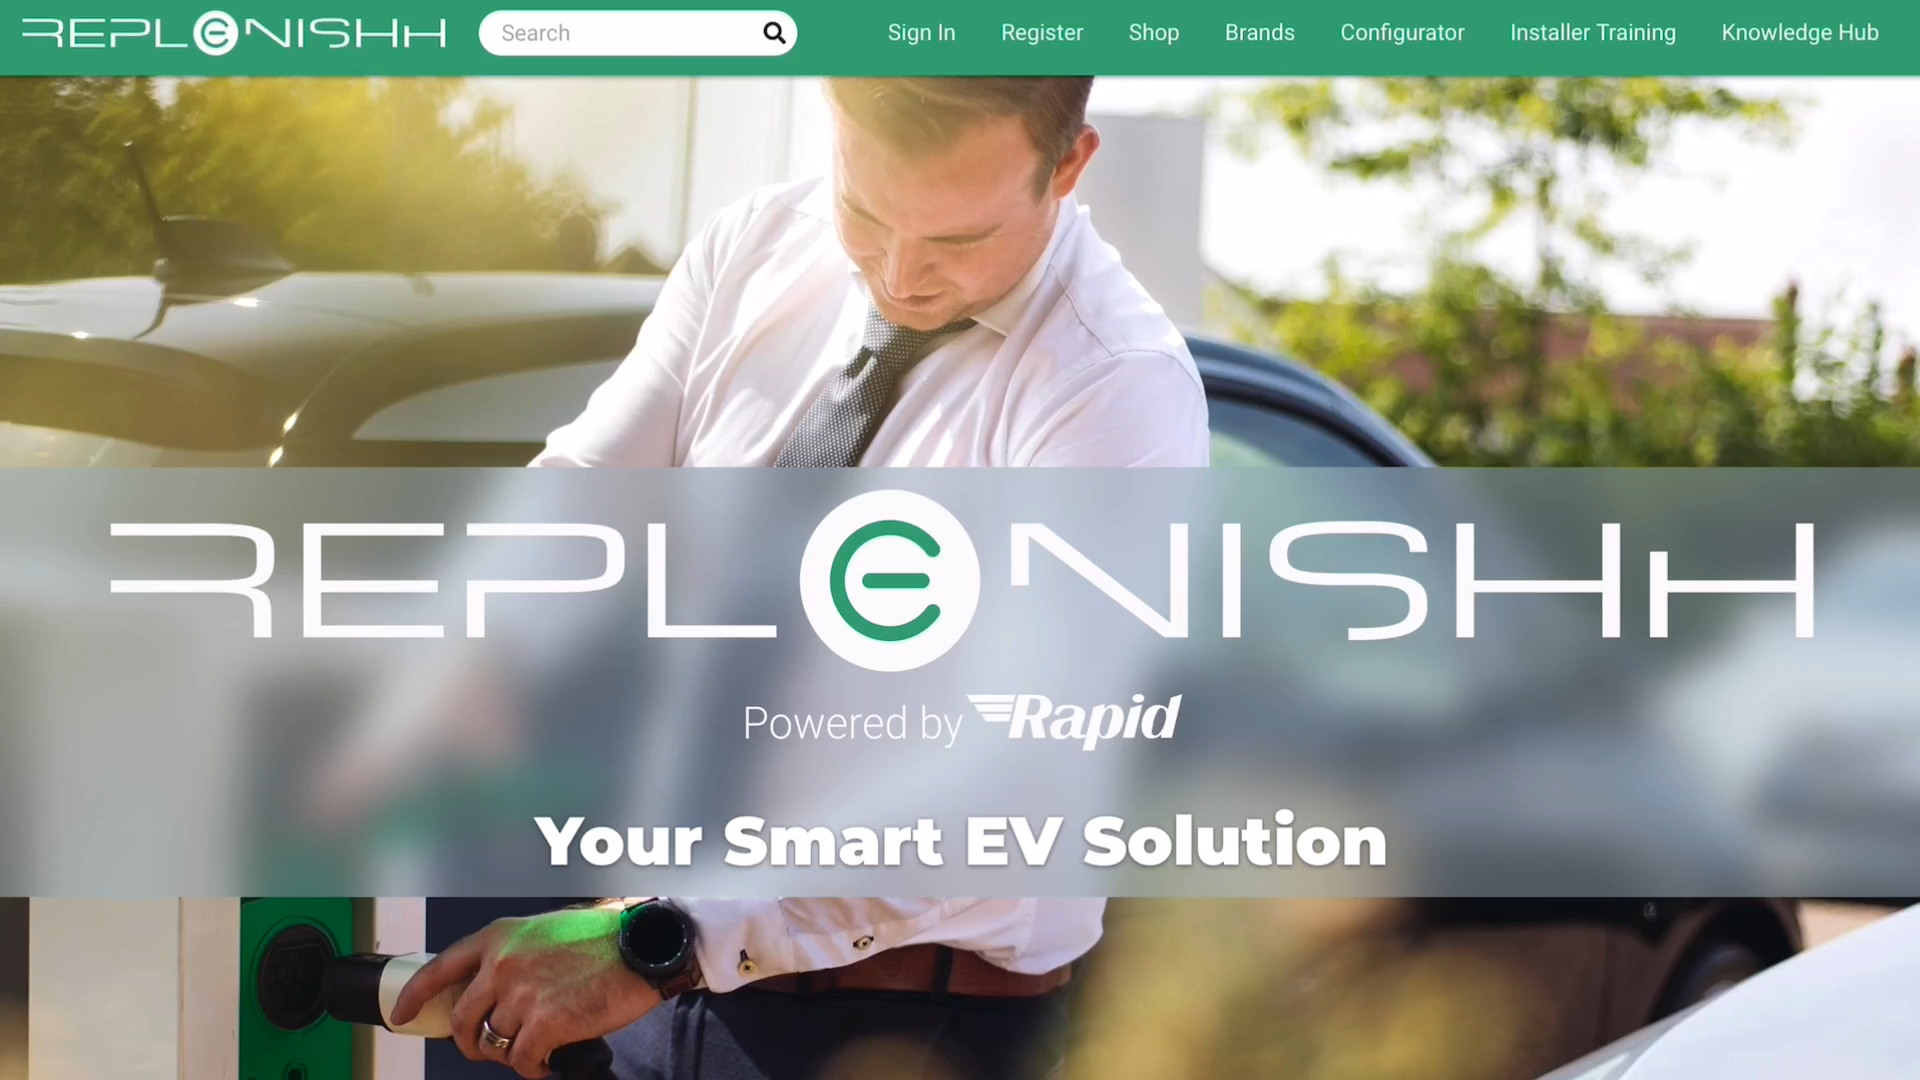 REPLENISHH
Search
Sign In
Register
Shop
Brands
Configurator
Installer Training
Knowledge Hub
REPLENISHH
Powered by Rapid
Your Smart EV Solution